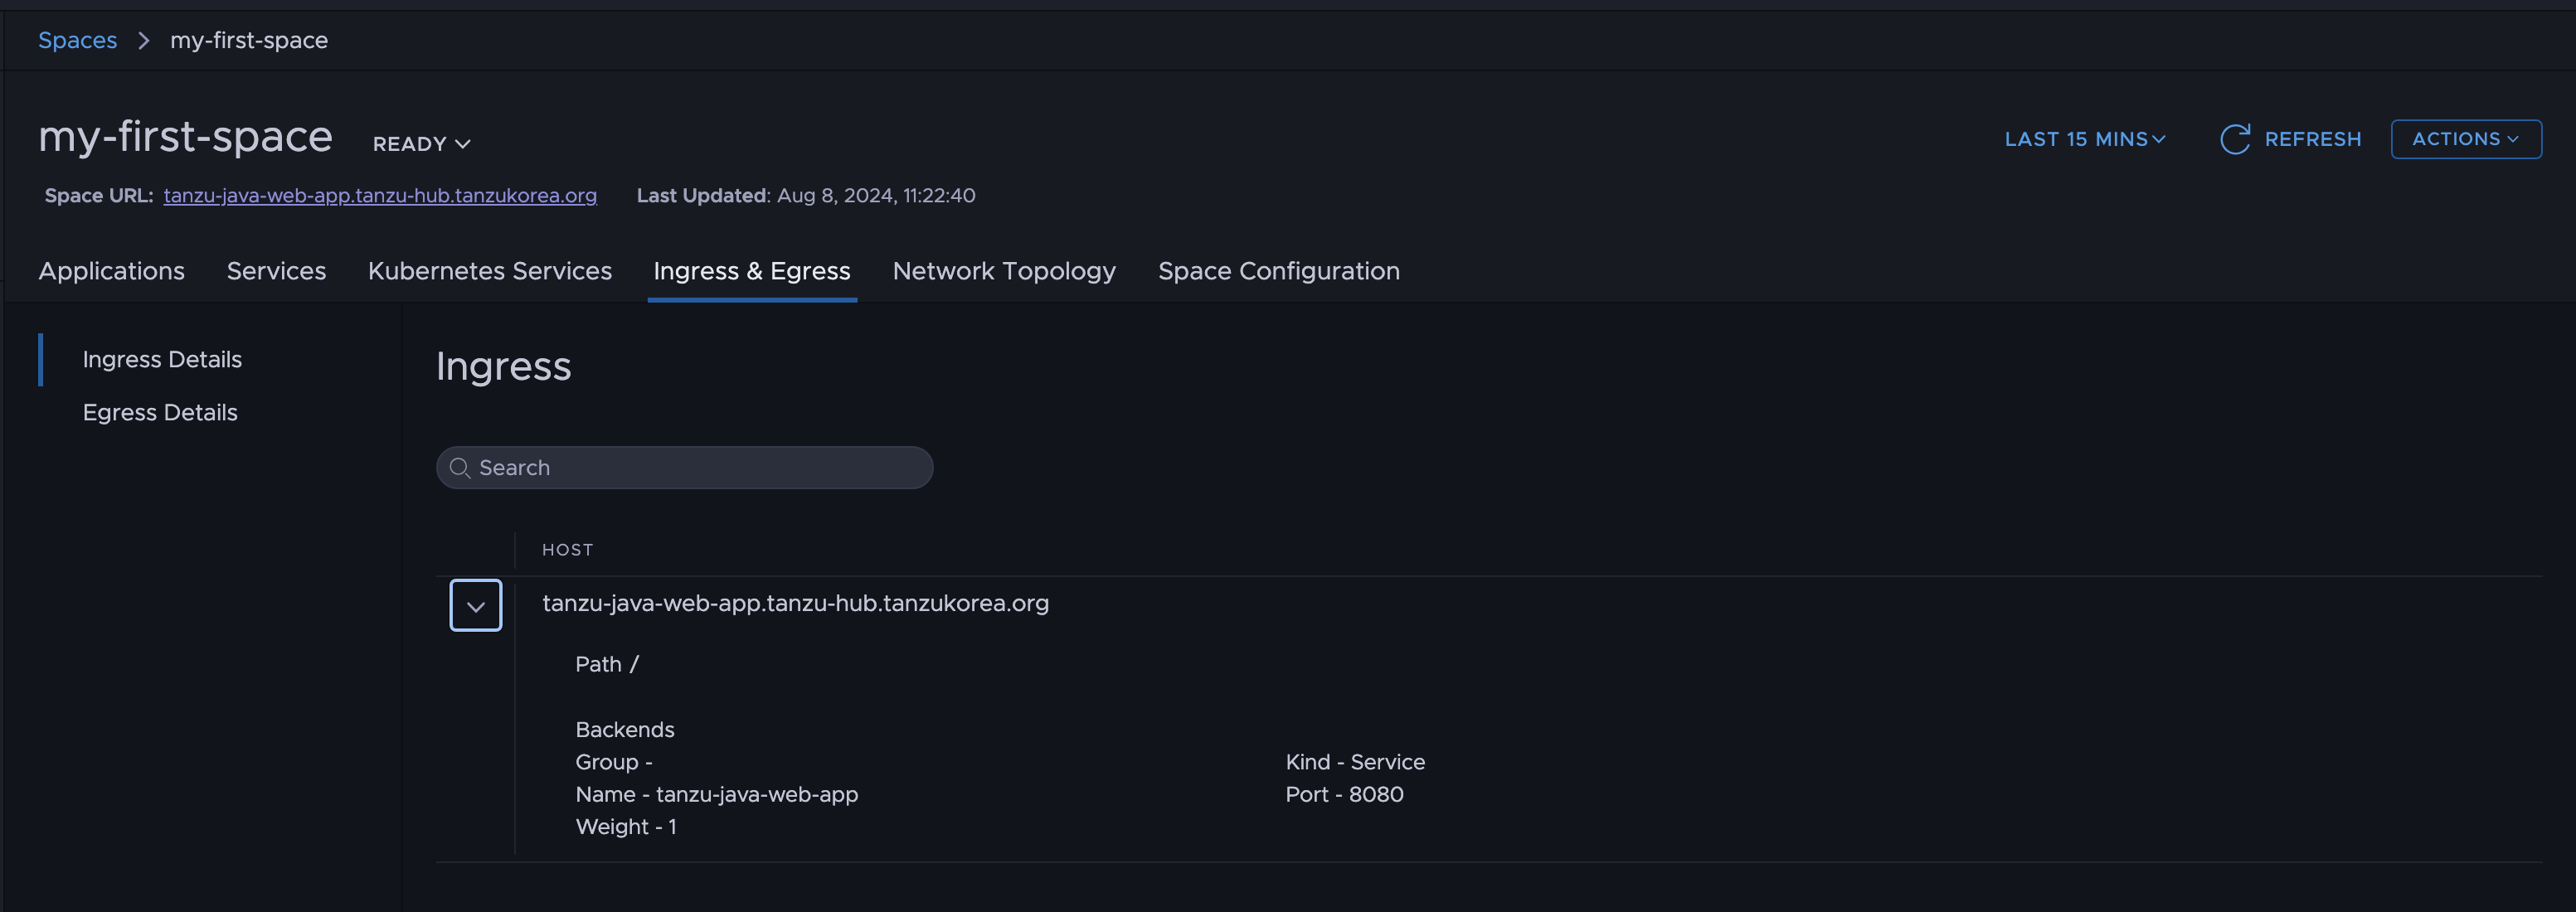 Spaces > my-first-space
my-first-space READY
LAST 15 MINS REFRESH ACTIONS
Space URL: tanzu-java-web-app.tanzu-hub.tanzukorea.org Last Updated: Aug 8, 2024, 11:22:40
Applications Services Kubernetes Services Ingress & Egress Network Topology Space Configuration
Ingress Details
Egress Details
Ingress
Search
HOST
tanzu-java-web-app.tanzu-hub.tanzukorea.org
Path /
Backends
Group - Kind - Service
Name - tanzu-java-web-app Port - 8080
Weight - 1